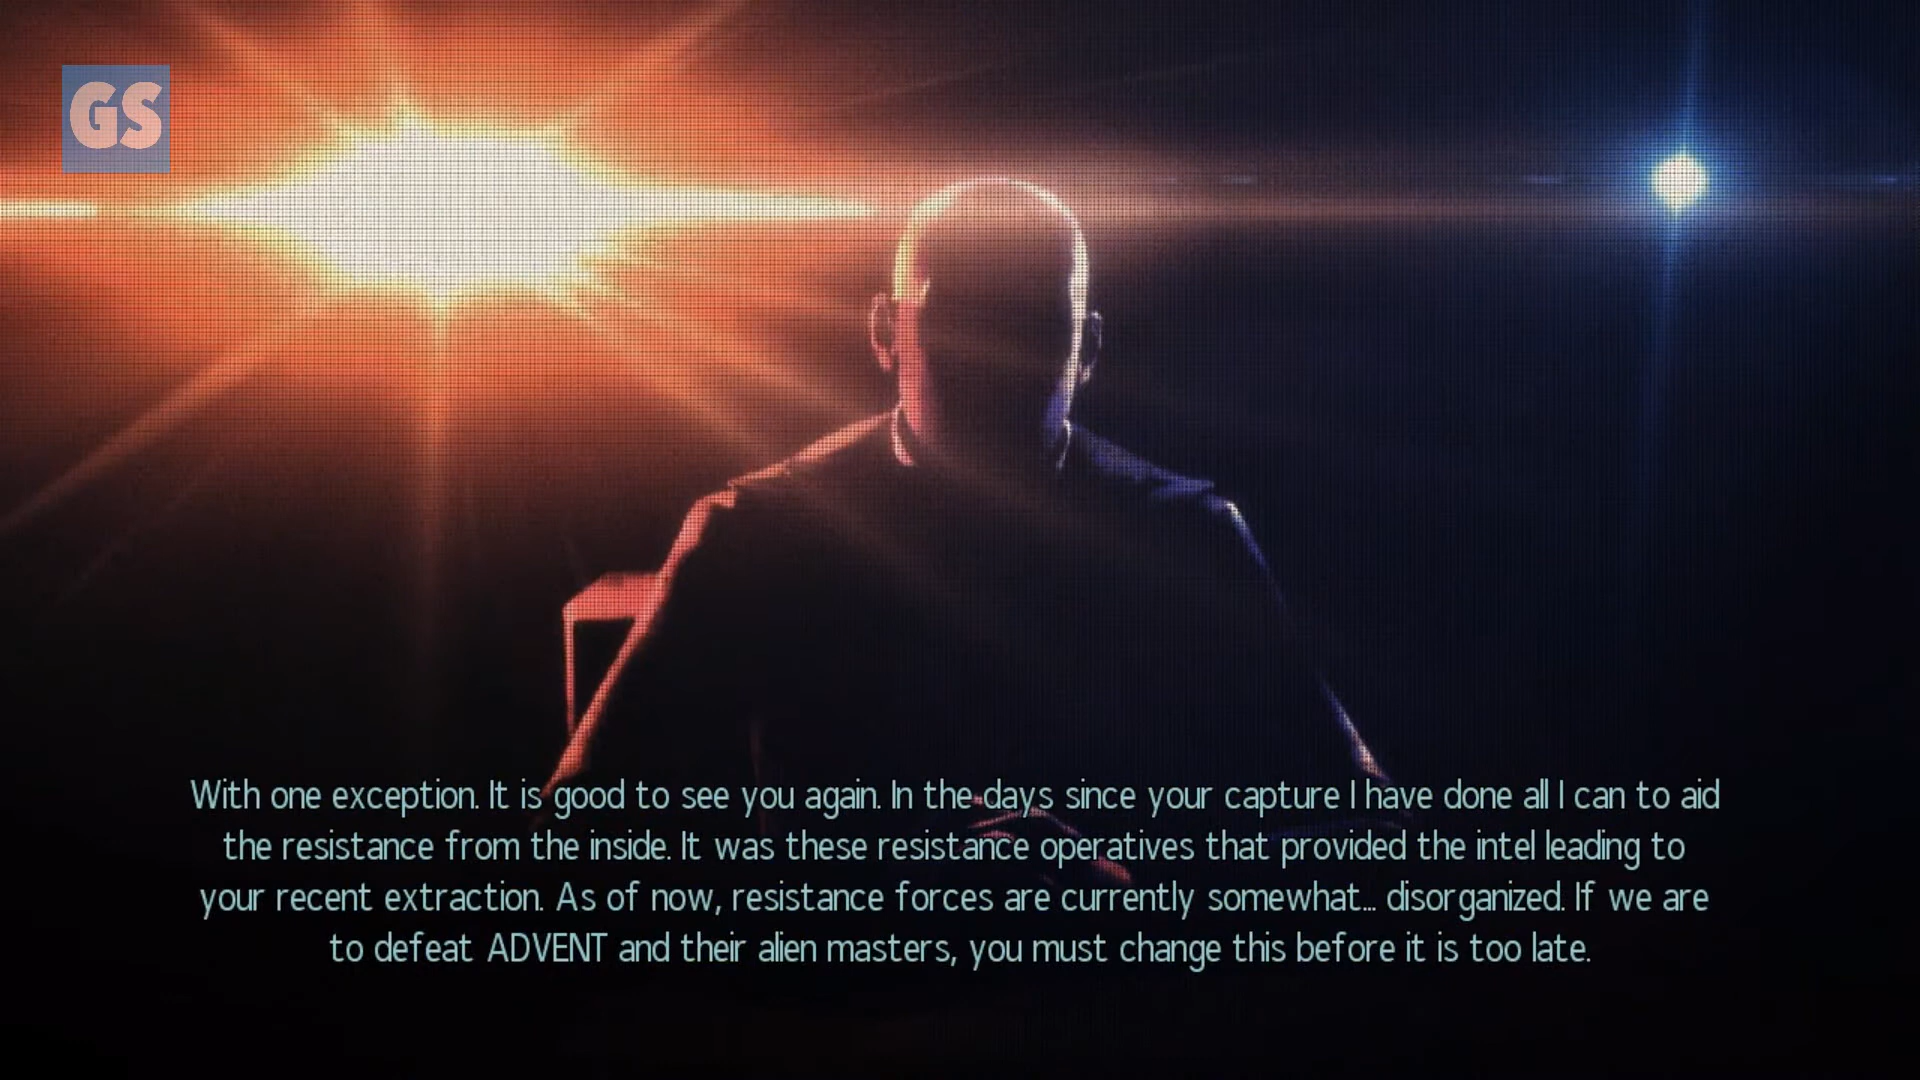 GS
With one exception. It is good to see you again. In the days since your capture I have done all I can to aid
the resistance from the inside. It was these resistance operatives that provided the intel leading to
your recent extraction. As of now, resistance forces are currently somewhat... disorganized. If we are
to defeat ADVENT and their alien masters, you must change this before it is too late.